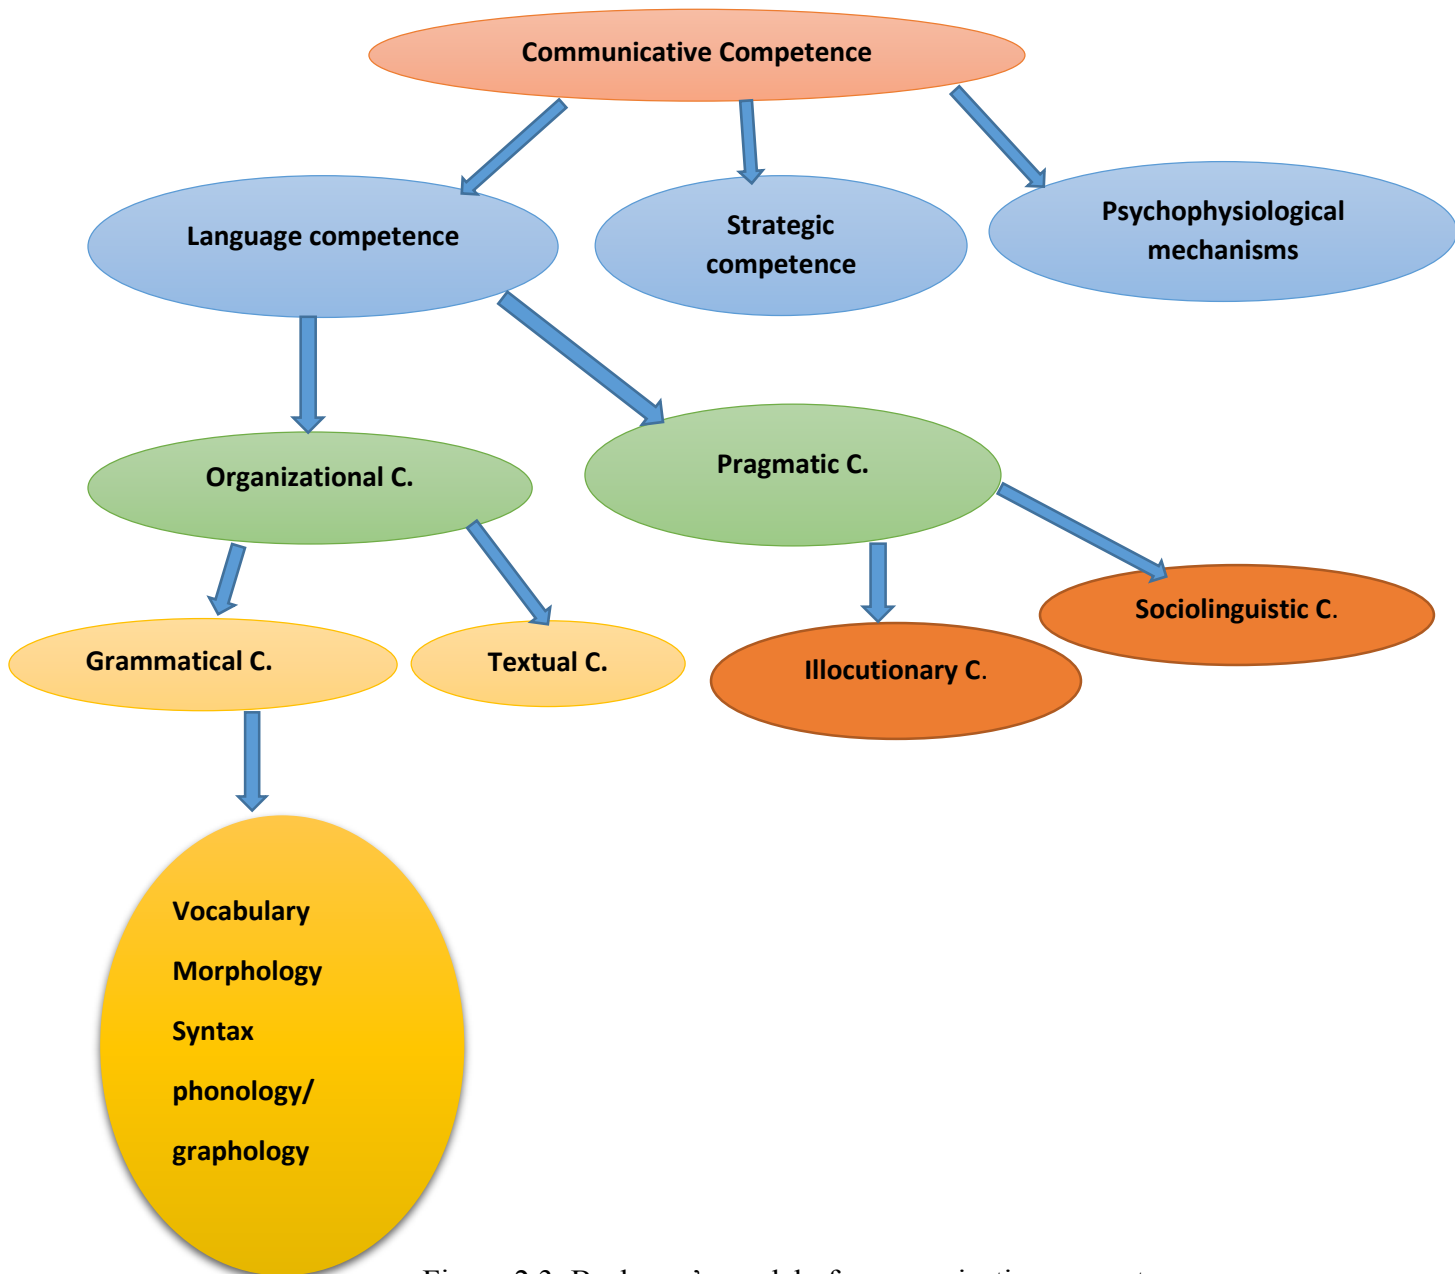 Communicative Competence
Language competence
Strategic
competence
Psychophysiological
mechanisms
Organizational C.
Pragmatic C.
Grammatical C.
Textual C.
Illocutionary C.
Sociolinguistic C.
Vocabulary
Morphology
Syntax
phonology/
graphology